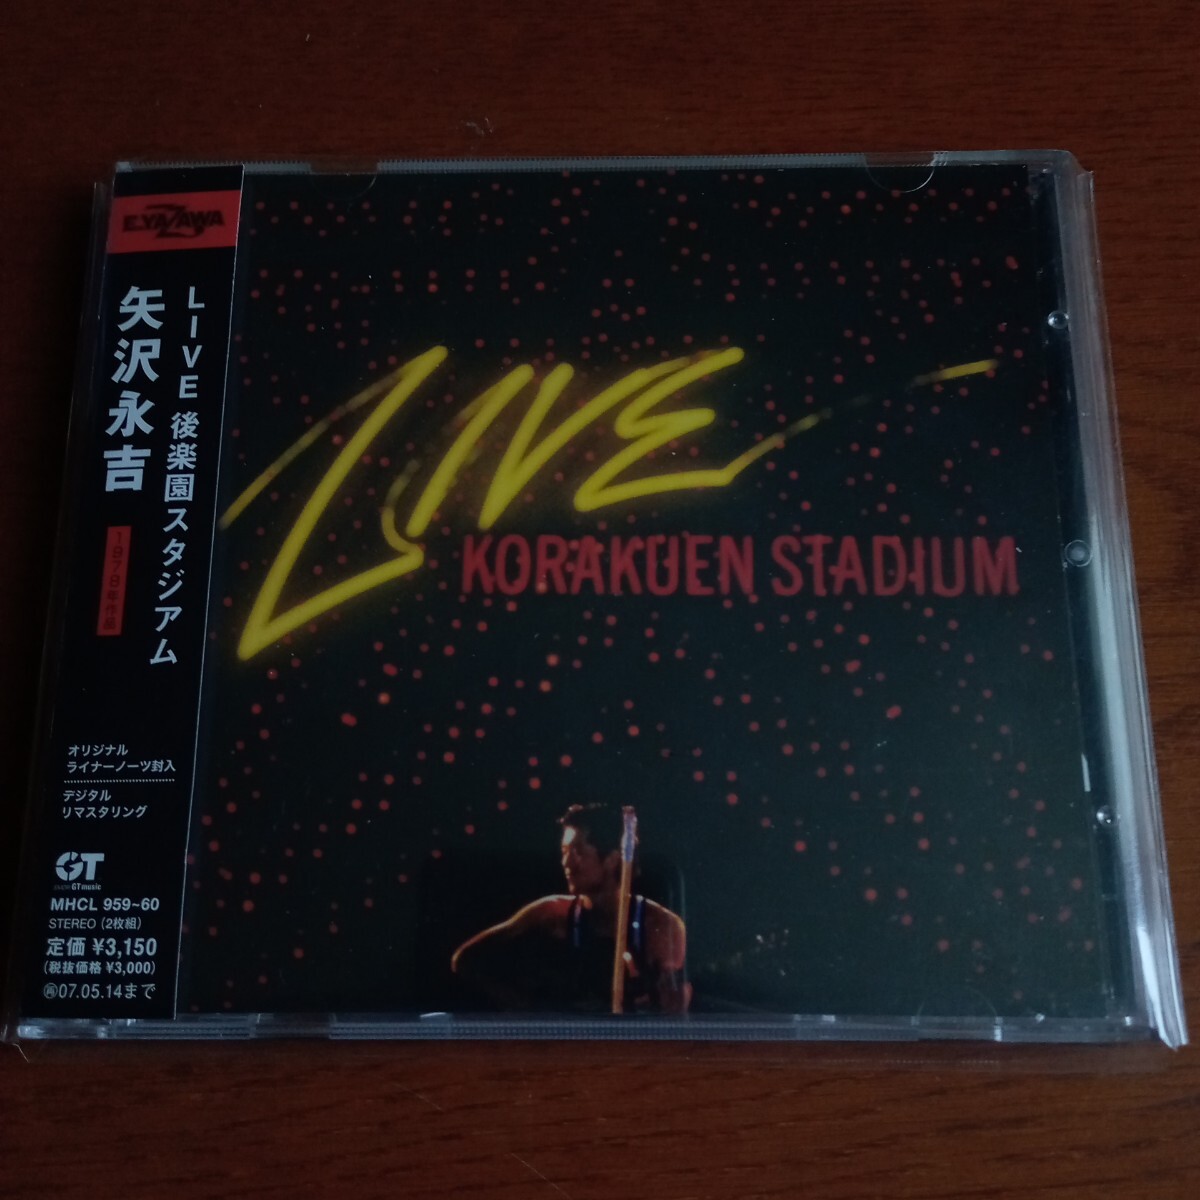 E.YAZAWA
LIVE 後楽園スタジアム
矢沢永吉
1978年作品
オリジナル
ライナーノーツ封入
デジタル
リマスタリング
GT
MHCL 959~60
STEREO (2枚組)
定価 ¥3,150
(税抜価格 ¥3,000)
再07.05.14まで
LIVE
KORAKUEN STADIUM